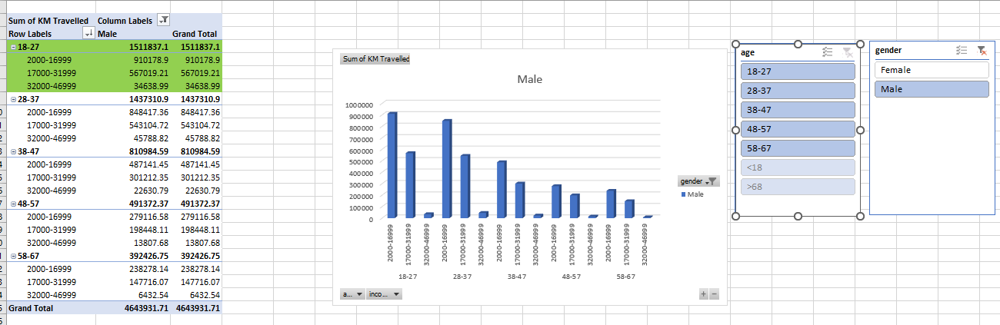 Sum of KM Travelled Column Labels
Row Labels Male Grand Total
18-27 1511837.1 1511837.1
2000-16999 910178.9 910178.9
17000-31999 567019.21 567019.21
32000-46999 34638.99 34638.99
28-37 1437310.9 1437310.9
2000-16999 848417.36 848417.36
17000-31999 543104.72 543104.72
32000-46999 45788.82 45788.82
38-47 810984.59 810984.59
2000-16999 487141.45 487141.45
17000-31999 301212.35 301212.35
32000-46999 22630.79 22630.79
48-57 491372.37 491372.37
2000-16999 279116.58 279116.58
17000-31999 198448.11 198448.11
32000-46999 13807.68 13807.68
58-67 392426.75 392426.75
2000-16999 238278.14 238278.14
17000-31999 147716.07 147716.07
32000-46999 6432.54 6432.54
Grand Total 4643931.71 4643931.71
Sum of KM Travelled
Male
1000000
900000
800000
700000
600000
500000
400000
300000
200000
100000
0
2000-16999 17000-31999 32000-46999 2000-16999 17000-31999 32000-46999 2000-16999 17000-31999 32000-46999 2000-16999 17000-31999 32000-46999 2000-16999 17000-31999 32000-46999
18-27 28-37 38-47 48-57 58-67
gender
Male
a... inco...
age
18-27
28-37
38-47
48-57
58-67
<18
>68
gender
Female
Male